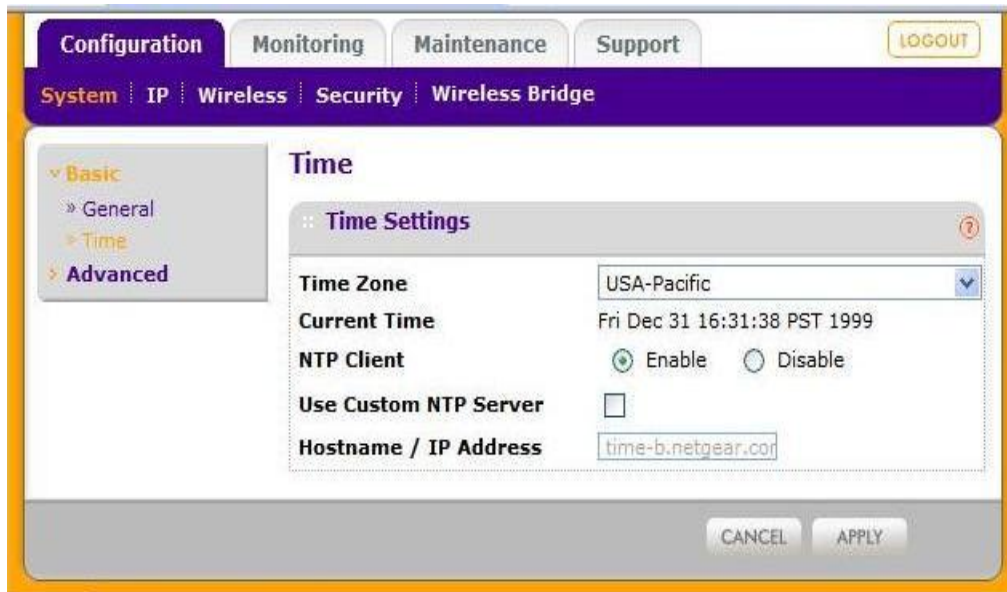 Configuration Monitoring Maintenance Support LOGOUT
System IP Wireless Security Wireless Bridge
Basic
» General
» Time
Advanced
Time
Time Settings ?
Time Zone USA-Pacific
Current Time Fri Dec 31 16:31:38 PST 1999
NTP Client Enable Disable
Use Custom NTP Server
Hostname / IP Address time-b.netgear.cor
CANCEL APPLY